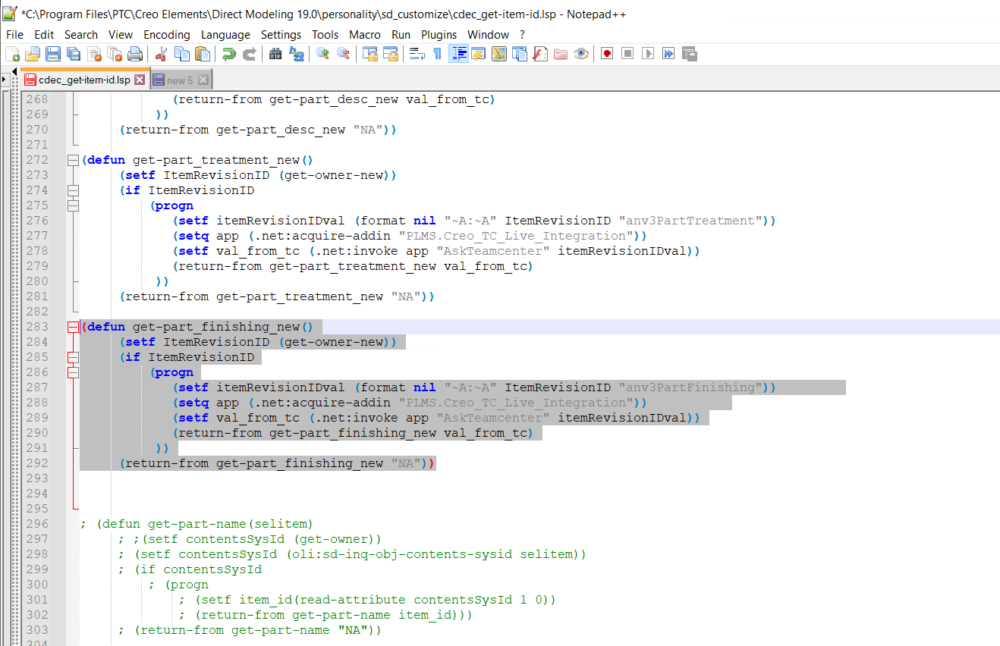 *C:\Program Files\PTC\Creo Elements\Direct Modeling 19.0\personality\sd_customize\cdec_get-item-id.lsp - Notepad++
File Edit Search View Encoding Language Settings Tools Macro Run Plugins Window ?
cdec_get-item-id.lsp new 5
268 (return-from get-part_desc_new val_from_tc)
269 ))
270 (return-from get-part_desc_new "NA"))
271
272 (defun get-part_treatment_new()
273 (setf ItemRevisionID (get-owner-new))
274 (if ItemRevisionID
275 (progn
276 (setf itemRevisionIDval (format nil "~A:~A" ItemRevisionID "anv3PartTreatment"))
277 (setq app (.net:acquire-addin "PLMS.Creo_TC_Live_Integration"))
278 (setf val_from_tc (.net:invoke app "AskTeamcenter" itemRevisionIDval))
279 (return-from get-part_treatment_new val_from_tc)
280 ))
281 (return-from get-part_treatment_new "NA"))
282
283 (defun get-part_finishing_new()
284 (setf ItemRevisionID (get-owner-new))
285 (if ItemRevisionID
286 (progn
287 (setf itemRevisionIDval (format nil "~A:~A" ItemRevisionID "anv3PartFinishing"))
288 (setq app (.net:acquire-addin "PLMS.Creo_TC_Live_Integration"))
289 (setf val_from_tc (.net:invoke app "AskTeamcenter" itemRevisionIDval))
290 (return-from get-part_finishing_new val_from_tc)
291 ))
292 (return-from get-part_finishing_new "NA"))
293
294
295
296 ; (defun get-part-name(selitem)
297 ; ;(setf contentsSysId (get-owner))
298 ; (setf contentsSysId (oli:sd-inq-obj-contents-sysid selitem))
299 ; (if contentsSysId
300 ; (progn
301 ; (setf item_id(read-attribute contentsSysId 1 0))
302 ; (return-from get-part-name item_id)))
303 ; (return-from get-part-name "NA"))
304